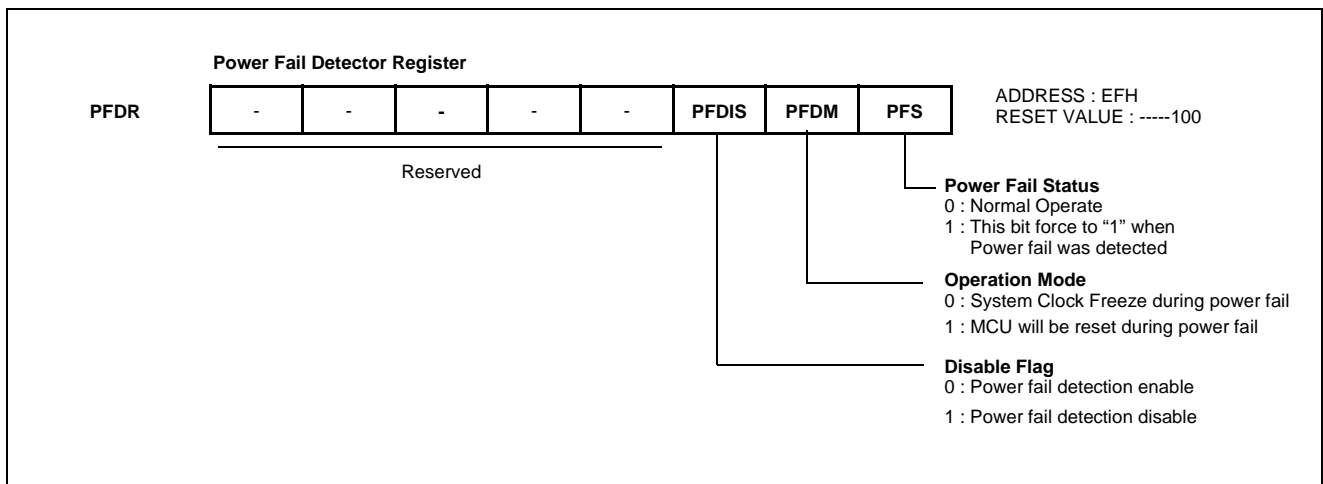 Power Fail Detector Register
PFDR - - - - - PFDIS PFDM PFS
ADDRESS : EFH
RESET VALUE : -----100
Reserved
Power Fail Status
0 : Normal Operate
1 : This bit force to “1” when
Power fail was detected
Operation Mode
0 : System Clock Freeze during power fail
1 : MCU will be reset during power fail
Disable Flag
0 : Power fail detection enable
1 : Power fail detection disable